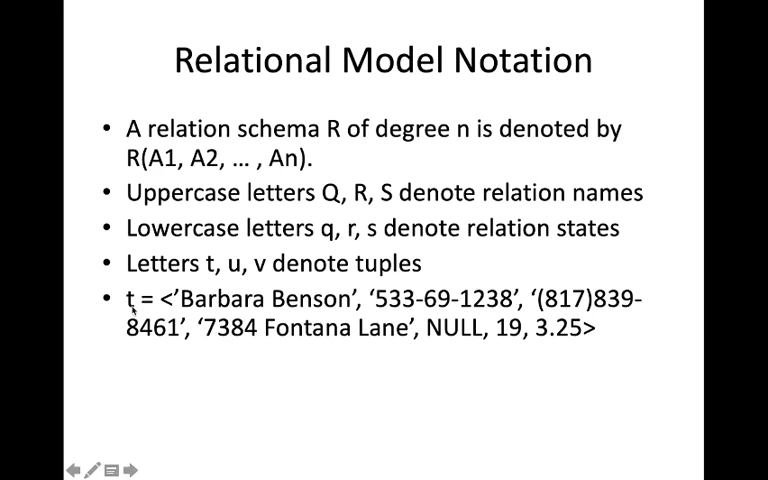 Relational Model Notation
• A relation schema R of degree n is denoted by
R(A1, A2, … , An).
• Uppercase letters Q, R, S denote relation names
• Lowercase letters q, r, s denote relation states
• Letters t, u, v denote tuples
• t = <’Barbara Benson’, ‘533-69-1238’, ‘(817)839-
8461’, ‘7384 Fontana Lane’, NULL, 19, 3.25>